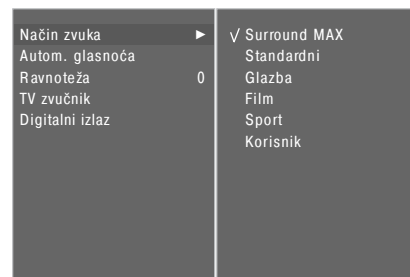 Način zvuka ►
Autom. glasnoća
Ravnoteža 0
TV zvučnik
Digitalni izlaz
√ Surround MAX
Standardni
Glazba
Film
Sport
Korisnik